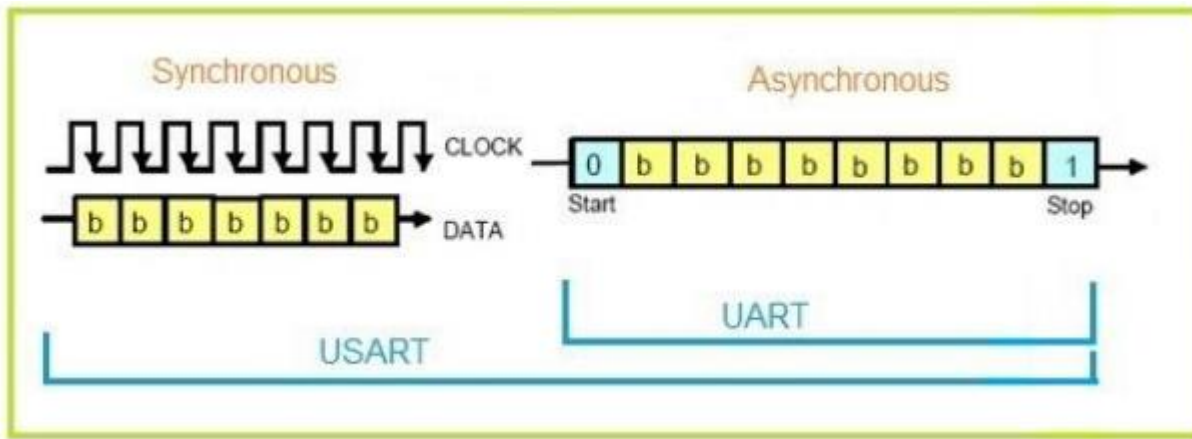 Synchronous
CLOCK
b b b b b b b
DATA
Asynchronous
0 b b b b b b b b 1
Start Stop
UART
USART